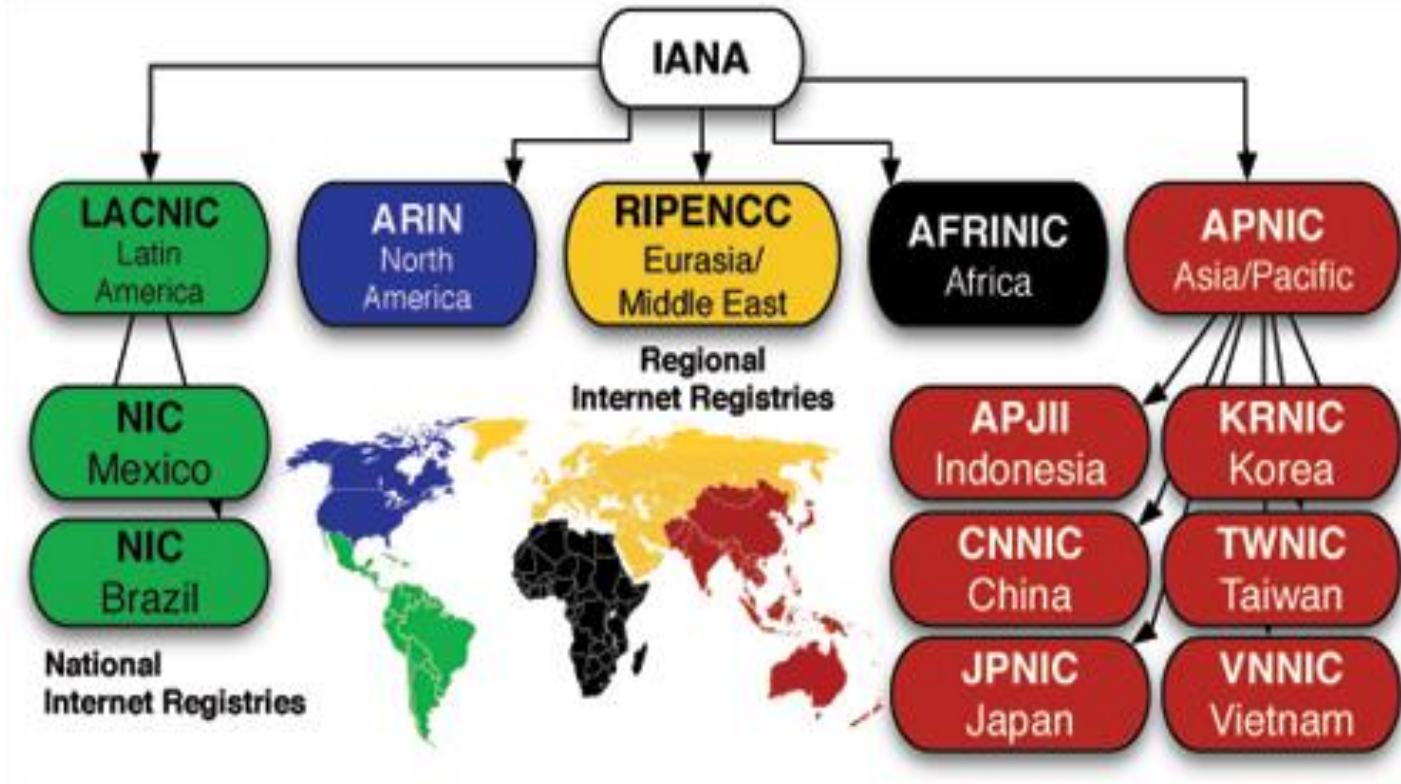 IANA
LACNIC
Latin
America
ARIN
North
America
RIPENCC
Eurasia/
Middle East
AFRINIC
Africa
APNIC
Asia/Pacific
Regional
Internet Registries
NIC
Mexico
NIC
Brazil
National
Internet Registries
APJII
Indonesia
KRNIC
Korea
CNNIC
China
TWNIC
Taiwan
JPNIC
Japan
VNNIC
Vietnam